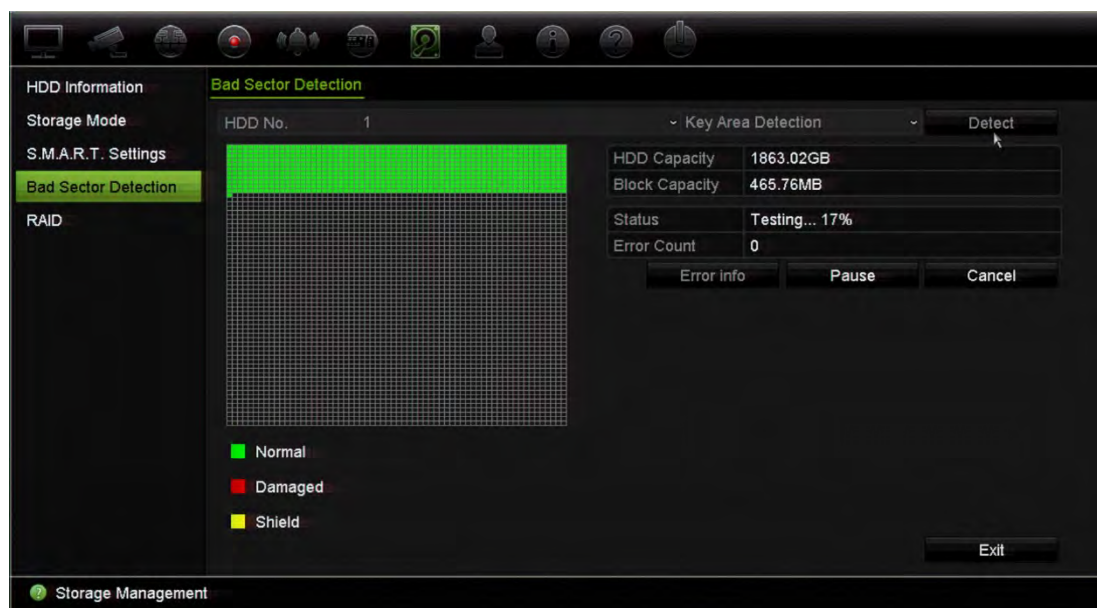 HDD Information
Bad Sector Detection
Storage Mode
HDD No. 1 Key Area Detection Detect
S.M.A.R.T. Settings
HDD Capacity 1863.02GB
Bad Sector Detection
Block Capacity 465.76MB
RAID
Status Testing... 17%
Error Count 0
Error info Pause Cancel
Normal
Damaged
Shield
Exit
Storage Management